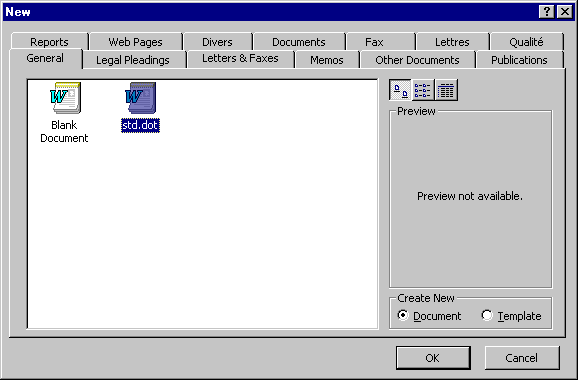 New
Reports Web Pages Divers Documents Fax Lettres Qualité
General Legal Pleadings Letters & Faxes Memos Other Documents Publications
Blank
Document
std.dot
Preview
Preview not available.
Create New
Document Template
OK Cancel